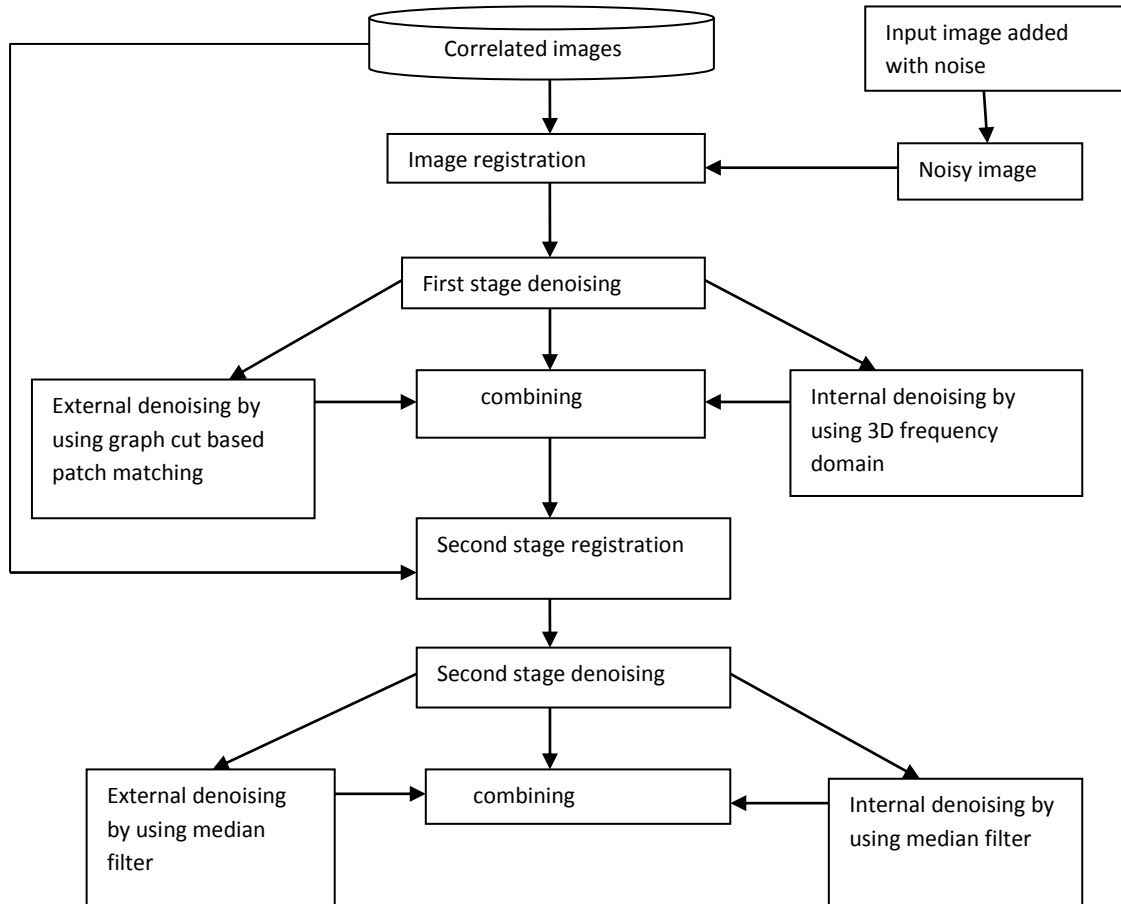 Correlated images
Input image added
with noise
Image registration
Noisy image
First stage denoising
External denoising by
using graph cut based
patch matching
combining
Internal denoising by
using 3D frequency
domain
Second stage registration
Second stage denoising
External denoising
by using median
filter
combining
Internal denoising by
using median filter